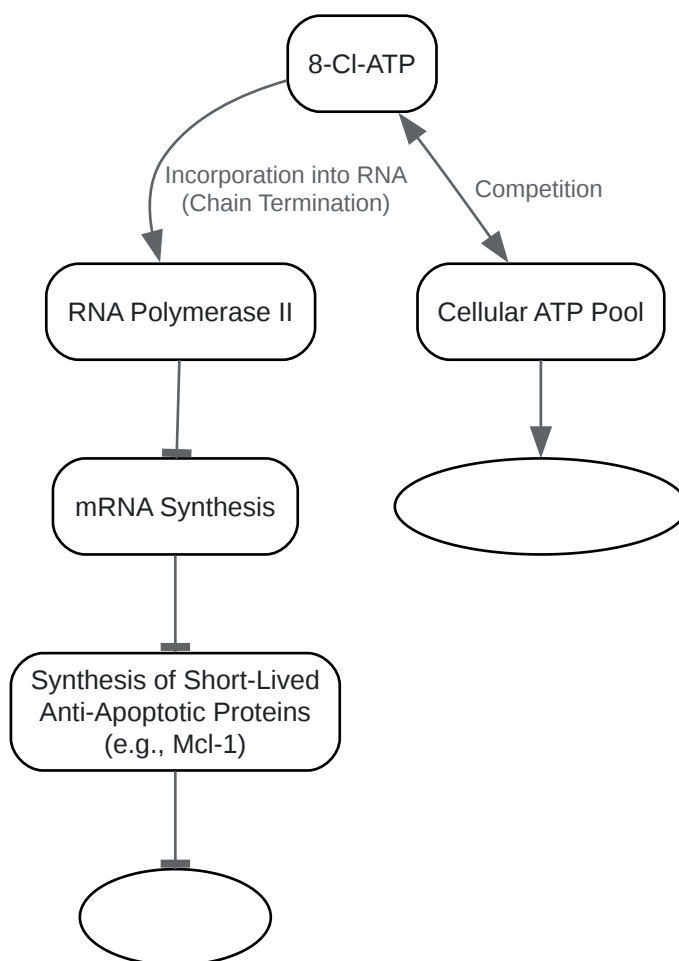 8-Cl-ATP
Incorporation into RNA
(Chain Termination)
Competition
RNA Polymerase II
Cellular ATP Pool
mRNA Synthesis
Synthesis of Short-Lived
Anti-Apoptotic Proteins
(e.g., Mcl-1)